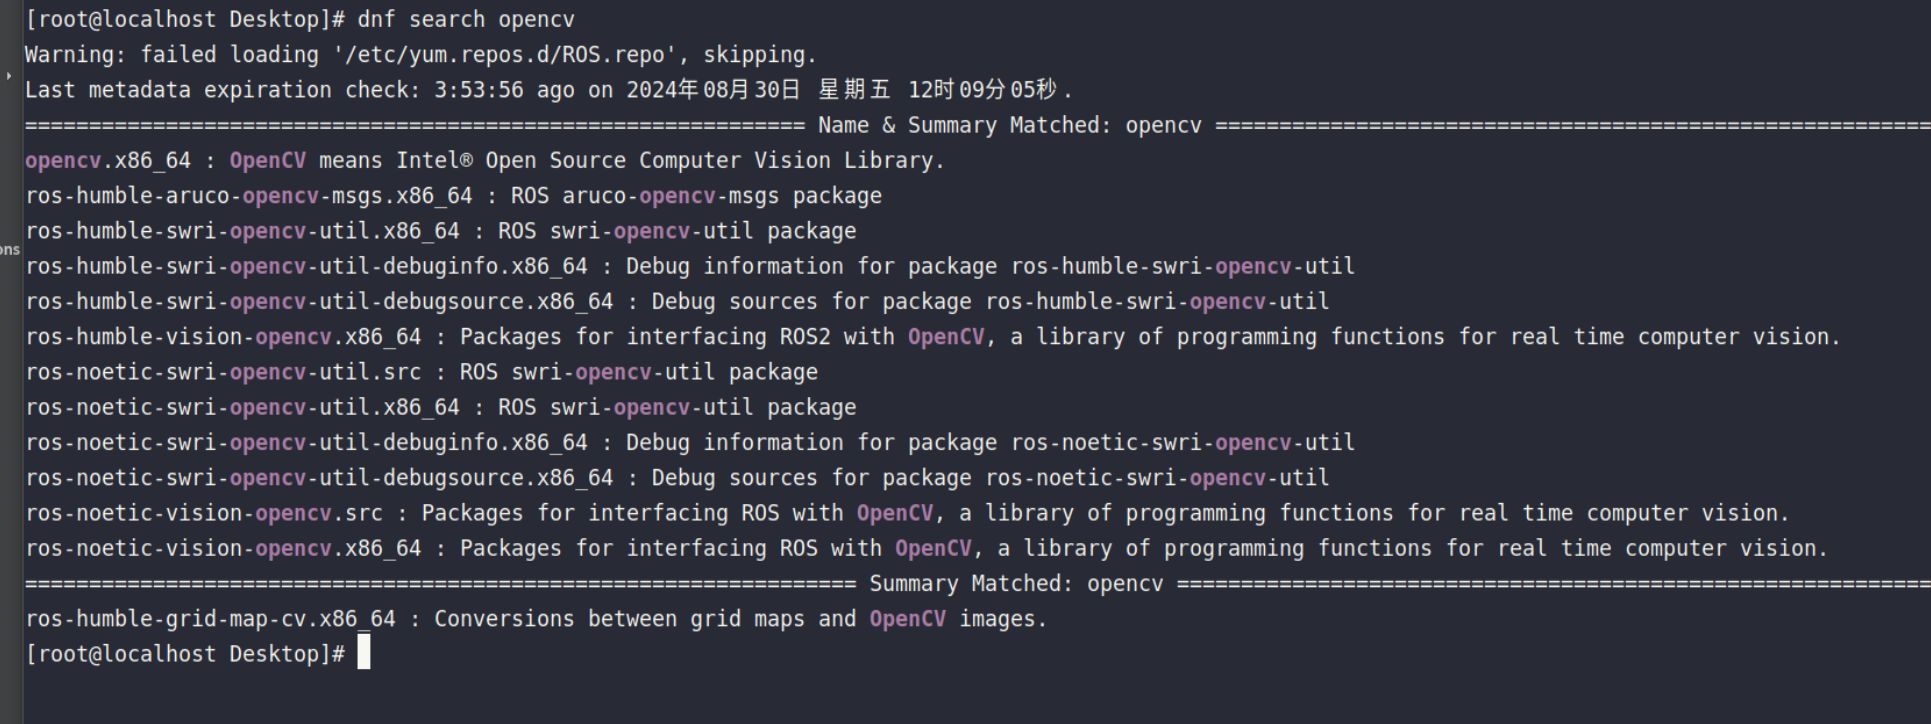 [root@localhost Desktop]# dnf search opencv
Warning: failed loading '/etc/yum.repos.d/ROS.repo', skipping.
Last metadata expiration check: 3:53:56 ago on 2024年08月30日 星期五 12时09分05秒.
============================================================= Name & Summary Matched: opencv ========================================================
opencv.x86_64 : OpenCV means Intel® Open Source Computer Vision Library.
ros-humble-aruco-opencv-msgs.x86_64 : ROS aruco-opencv-msgs package
ros-humble-swri-opencv-util.x86_64 : ROS swri-opencv-util package
ons
ros-humble-swri-opencv-util-debuginfo.x86_64 : Debug information for package ros-humble-swri-opencv-util
ros-humble-swri-opencv-util-debugsource.x86_64 : Debug sources for package ros-humble-swri-opencv-util
ros-humble-vision-opencv.x86_64 : Packages for interfacing ROS2 with OpenCV, a library of programming functions for real time computer vision.
ros-noetic-swri-opencv-util.src : ROS swri-opencv-util package
ros-noetic-swri-opencv-util.x86_64 : ROS swri-opencv-util package
ros-noetic-swri-opencv-util-debuginfo.x86_64 : Debug information for package ros-noetic-swri-opencv-util
ros-noetic-swri-opencv-util-debugsource.x86_64 : Debug sources for package ros-noetic-swri-opencv-util
ros-noetic-vision-opencv.src : Packages for interfacing ROS with OpenCV, a library of programming functions for real time computer vision.
ros-noetic-vision-opencv.x86_64 : Packages for interfacing ROS with OpenCV, a library of programming functions for real time computer vision.
================================================================= Summary Matched: opencv ===========================================================
ros-humble-grid-map-cv.x86_64 : Conversions between grid maps and OpenCV images.
[root@localhost Desktop]#